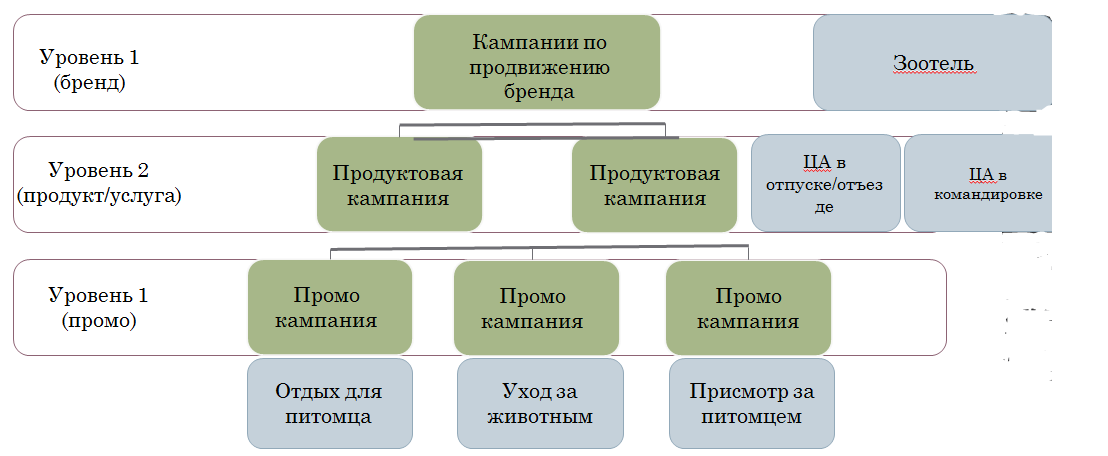 Уровень 1
(бренд)
Кампании по
продвижению
бренда
Зоотель
Уровень 2
(продукт/услуга)
Продуктовая
кампания
Продуктовая
кампания
ЦА в
отпуске/отъез
де
ЦА в
командировке
Уровень 1
(промо)
Промо
кампания
Промо
кампания
Промо
кампания
Отдых для
питомца
Уход за
животным
Присмотр за
питомцем